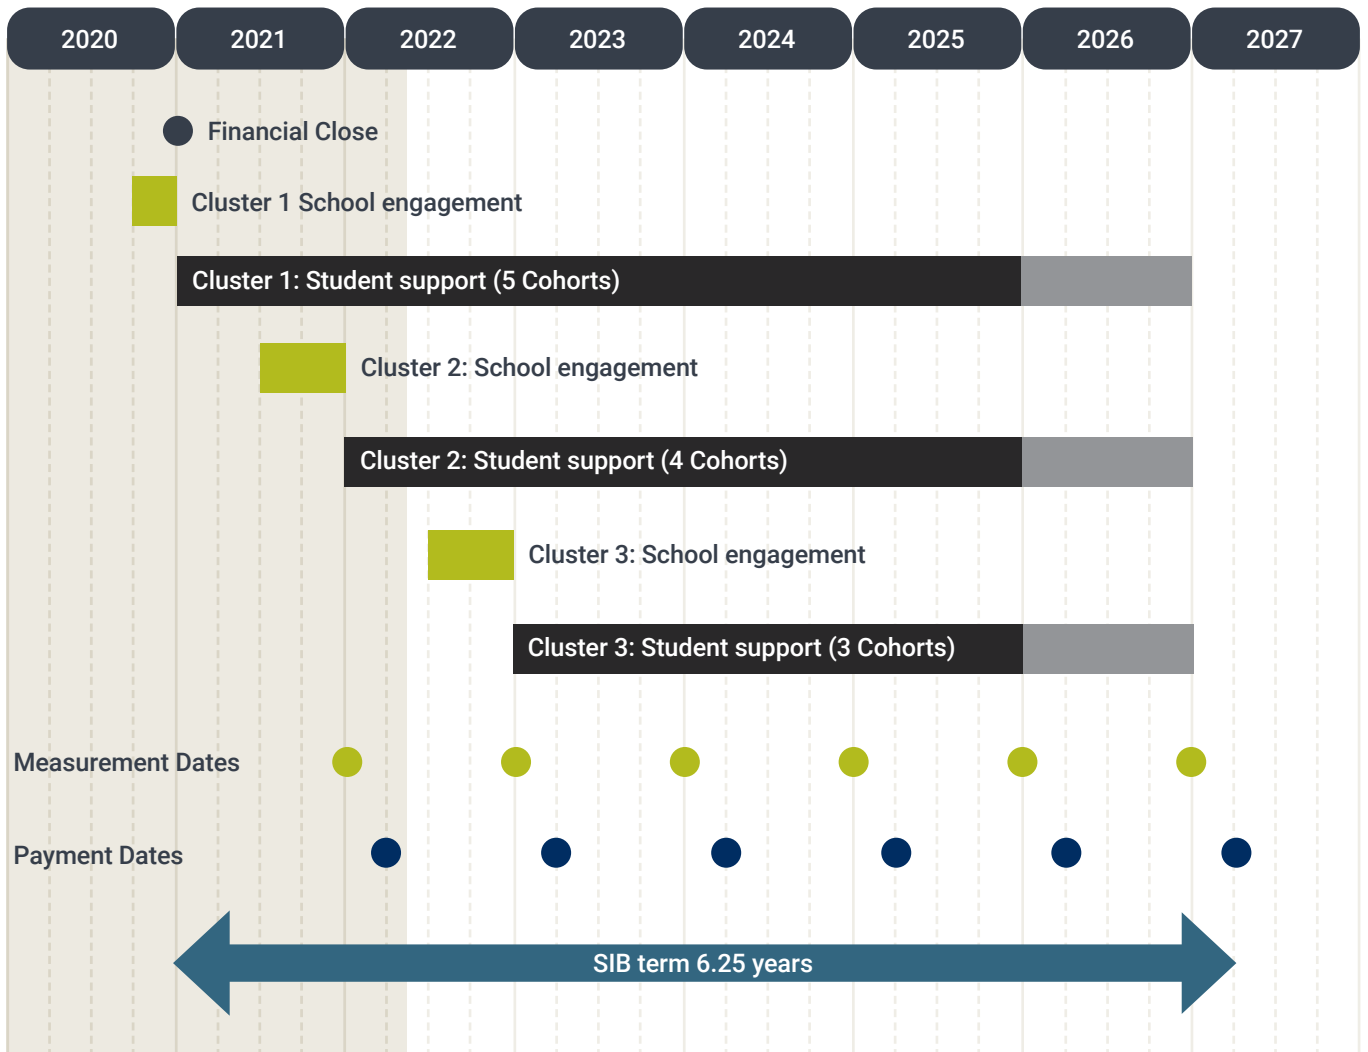 2020 2021 2022 2023 2024 2025 2026 2027
Financial Close
Cluster 1 School engagement
Cluster 1: Student support (5 Cohorts)
Cluster 2: School engagement
Cluster 2: Student support (4 Cohorts)
Cluster 3: School engagement
Cluster 3: Student support (3 Cohorts)
Measurement Dates
Payment Dates
SIB term 6.25 years